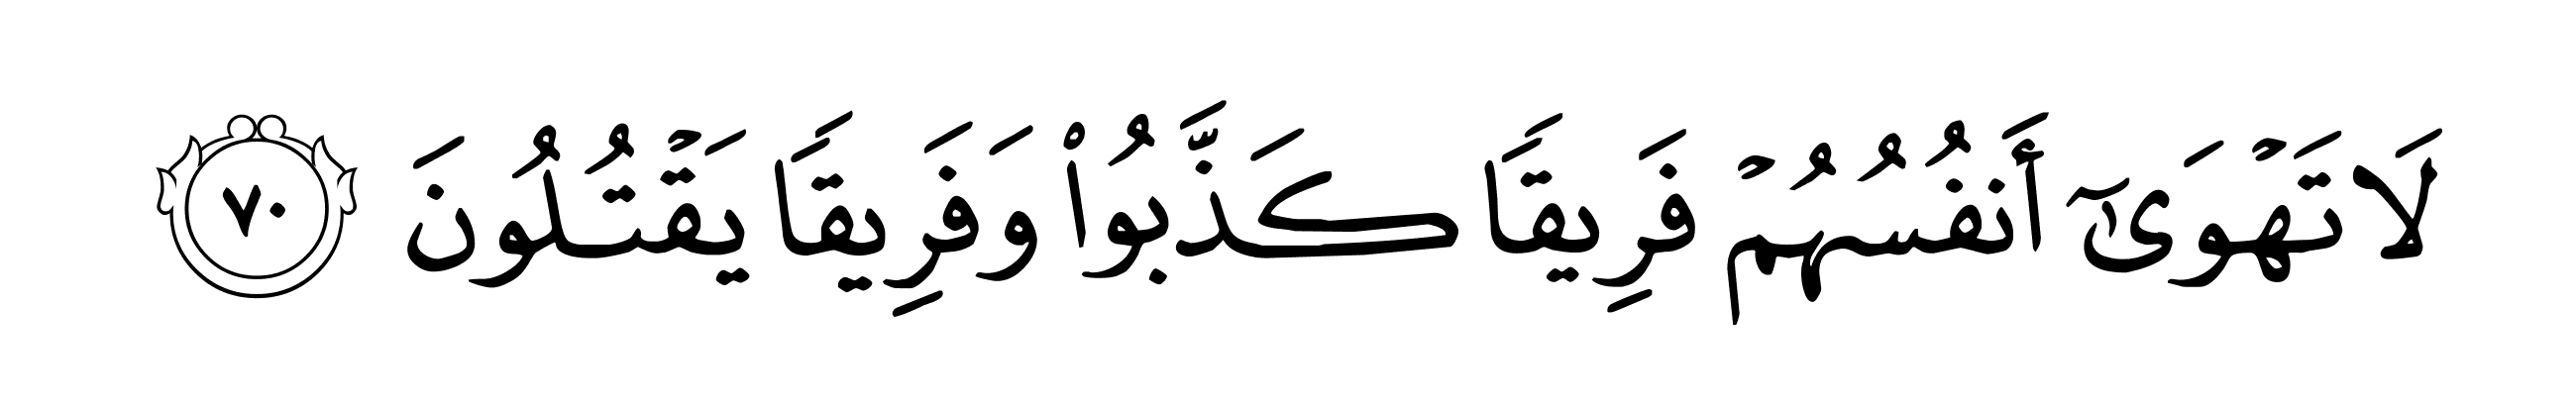 لَا تَهْوَىٰٓ أَنفُسُهُمْ فَرِيقًا كَذَّبُوا۟ وَفَرِيقًا يَقْتُلُونَ ٧٠